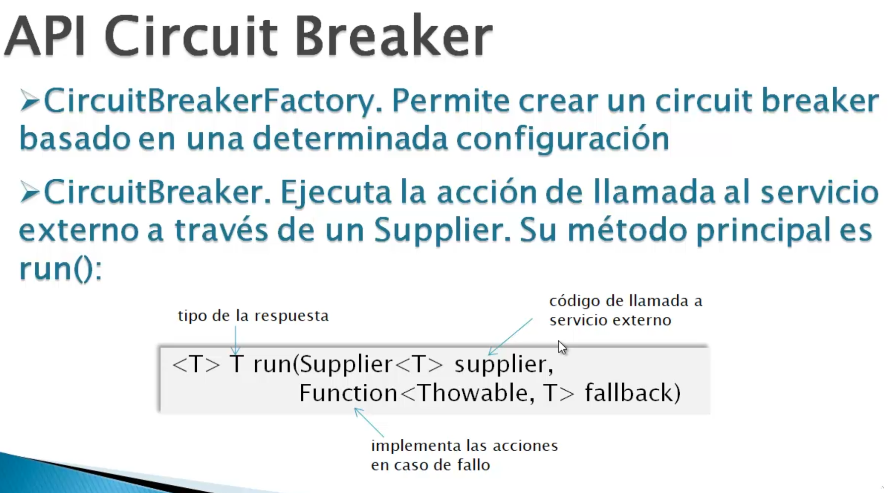 API Circuit Breaker
➢CircuitBreakerFactory. Permite crear un circuit breaker
basado en una determinada configuración
➢CircuitBreaker. Ejecuta la acción de llamada al servicio
externo a través de un Supplier. Su método principal es
run():
tipo de la respuesta
código de llamada a
servicio externo
<T> T run(Supplier<T> supplier,
Function<Thowable, T> fallback)
implementa las acciones
en caso de fallo